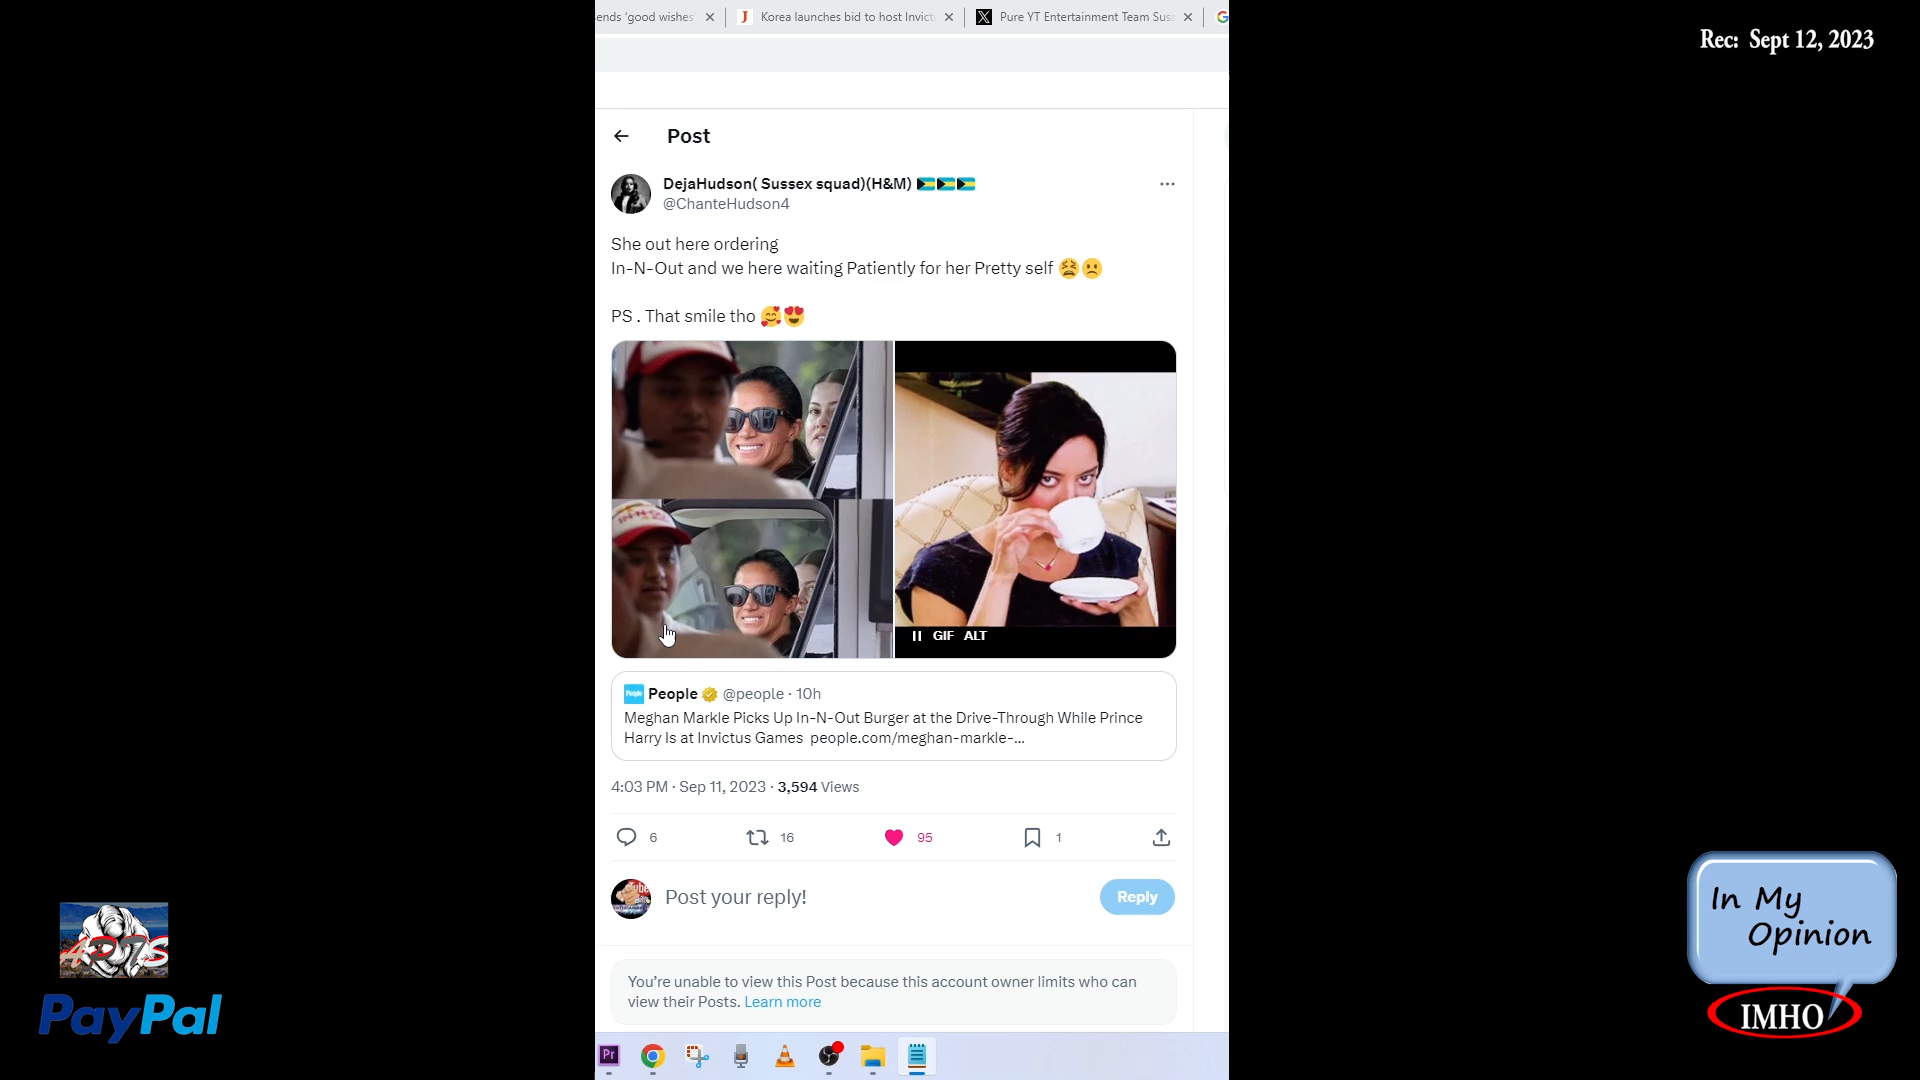 ends 'good wishes'
Korea launches bid to host Invict
Pure YT Entertainment Team Sus
Rec: Sept 12, 2023
Post
DejaHudson( Sussex squad)(H&M) 🇧🇸🇧🇸🇧🇸
@ChanteHudson4
She out here ordering
In-N-Out and we here waiting Patiently for her Pretty self 😫🙁
PS . That smile tho 🥰😍
IN-N-OUT
GIF ALT
People @people · 10h
Meghan Markle Picks Up In-N-Out Burger at the Drive-Through While Prince
Harry Is at Invictus Games people.com/meghan-markle-...
4:03 PM · Sep 11, 2023 · 3,594 Views
6 16 95 1
Post your reply!
Reply
You're unable to view this Post because this account owner limits who can
view their Posts. Learn more
PayPal
In My
Opinion
IMHO
Pr